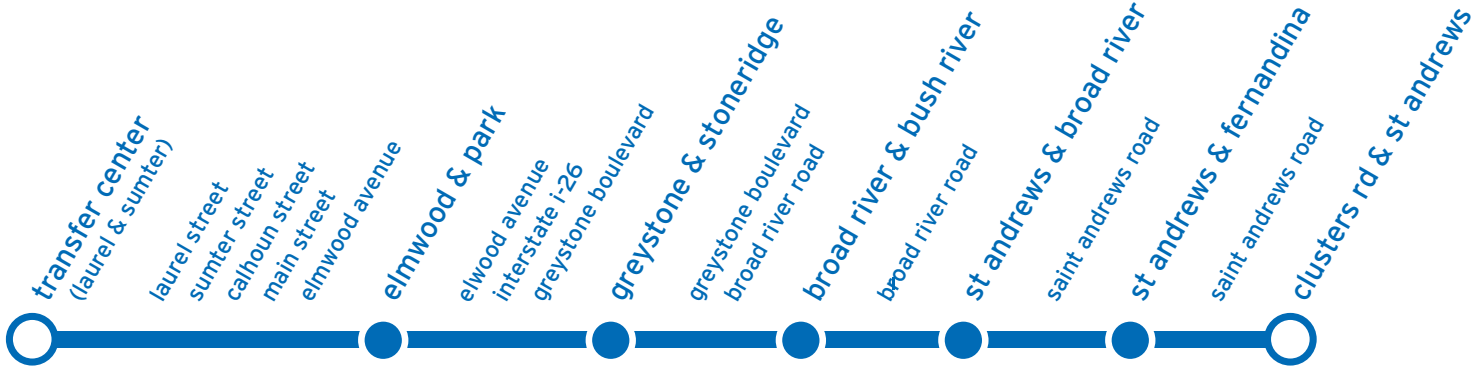 transfer center
(laurel & sumter)
laurel street
sumter street
calhoun street
main street
elmwood avenue
elmwood & park
elwood avenue
interstate i-26
greystone boulevard
greystone & stoneridge
greystone boulevard
broad river road
broad river & bush river
broad river road
st andrews & broad river
saint andrews road
st andrews & fernandina
saint andrews road
clusters rd & st andrews